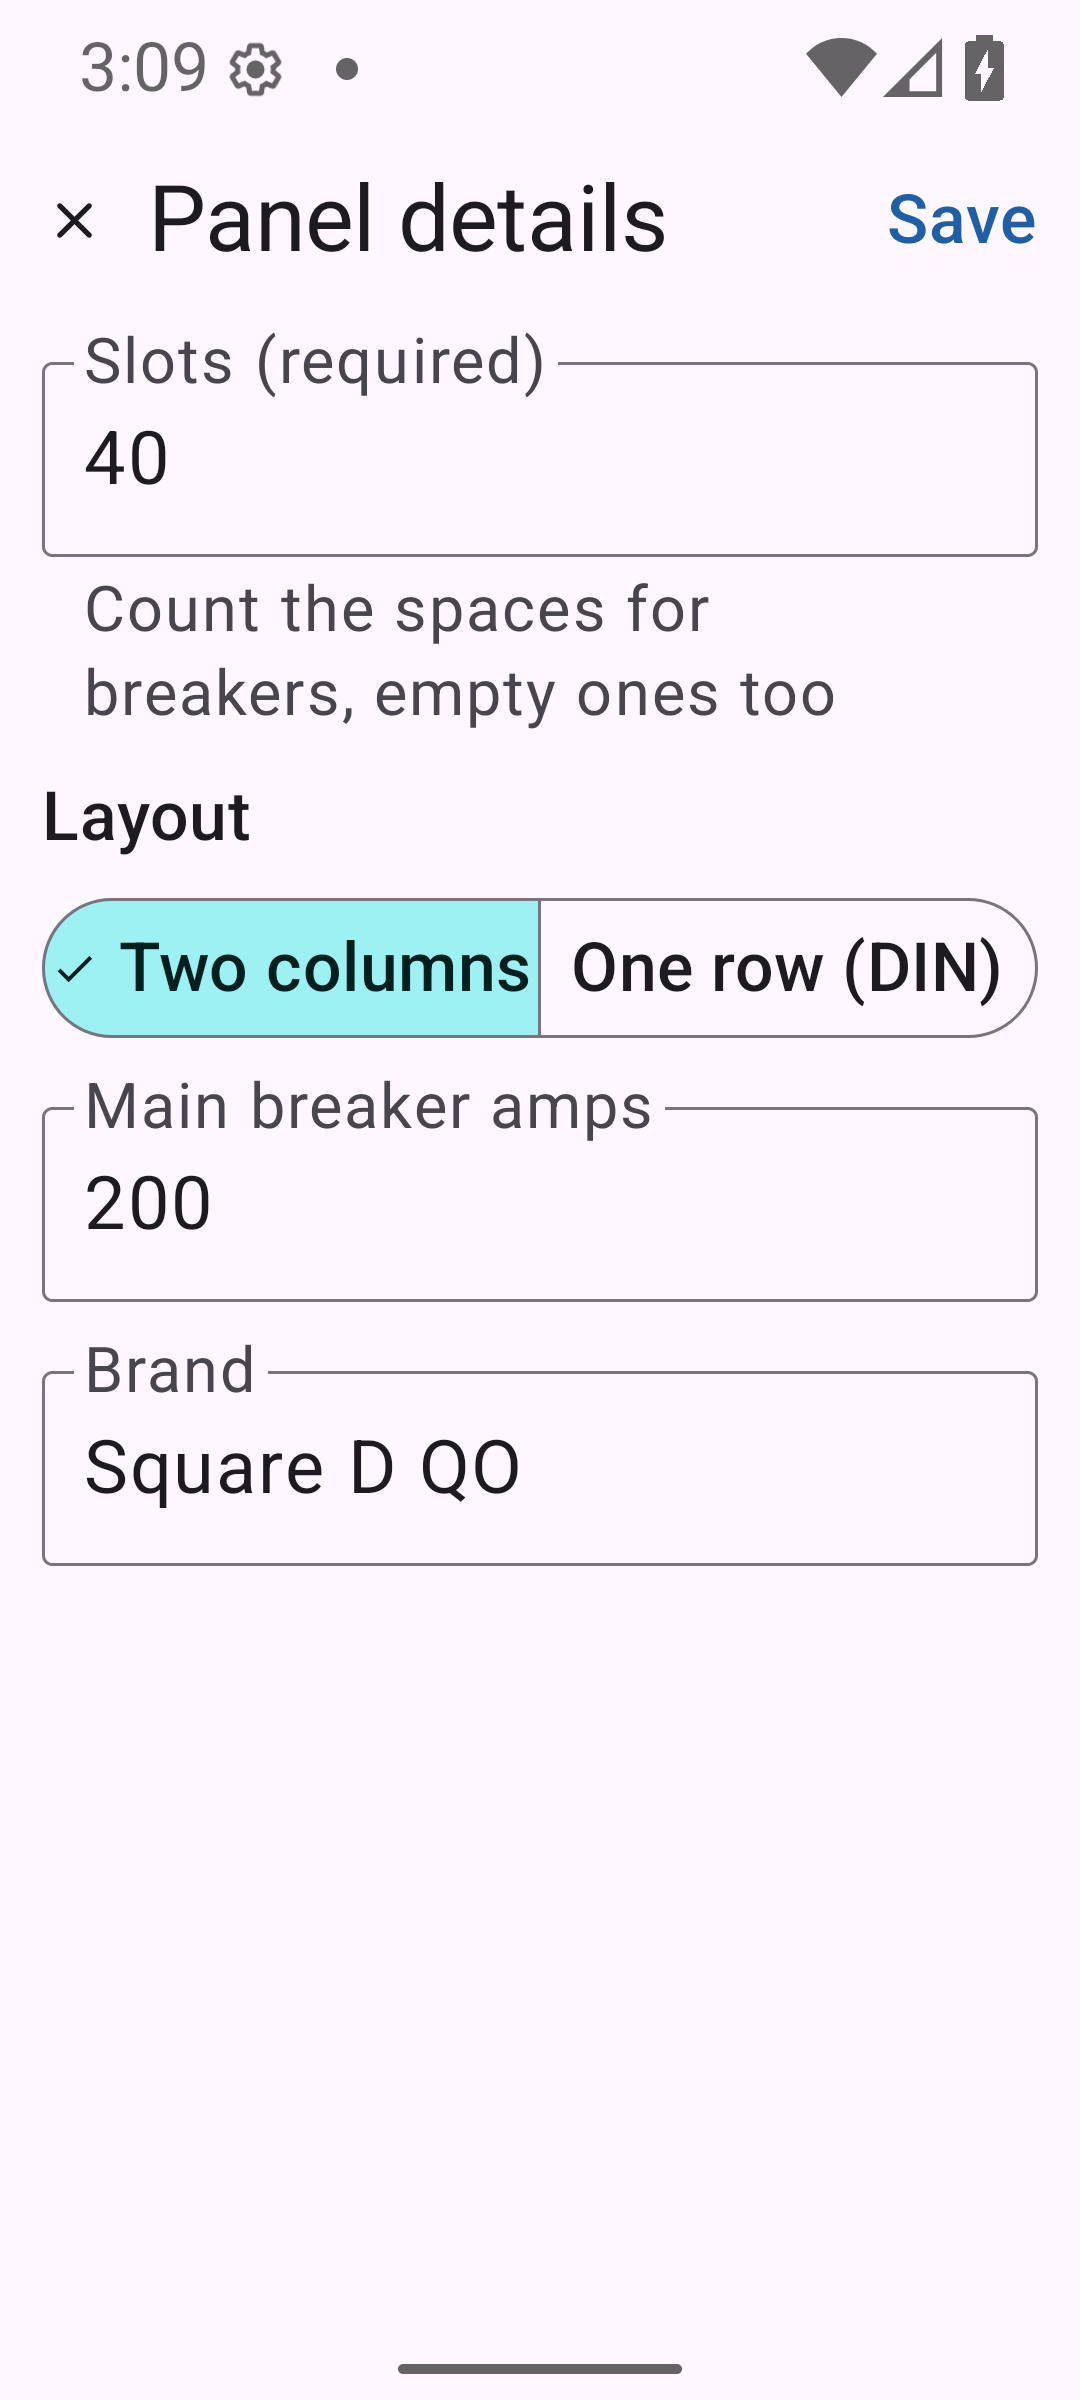 3:09
Panel details
Save
Slots (required)
40
Count the spaces for
breakers, empty ones too
Layout
Two columns
One row (DIN)
Main breaker amps
200
Brand
Square D QO